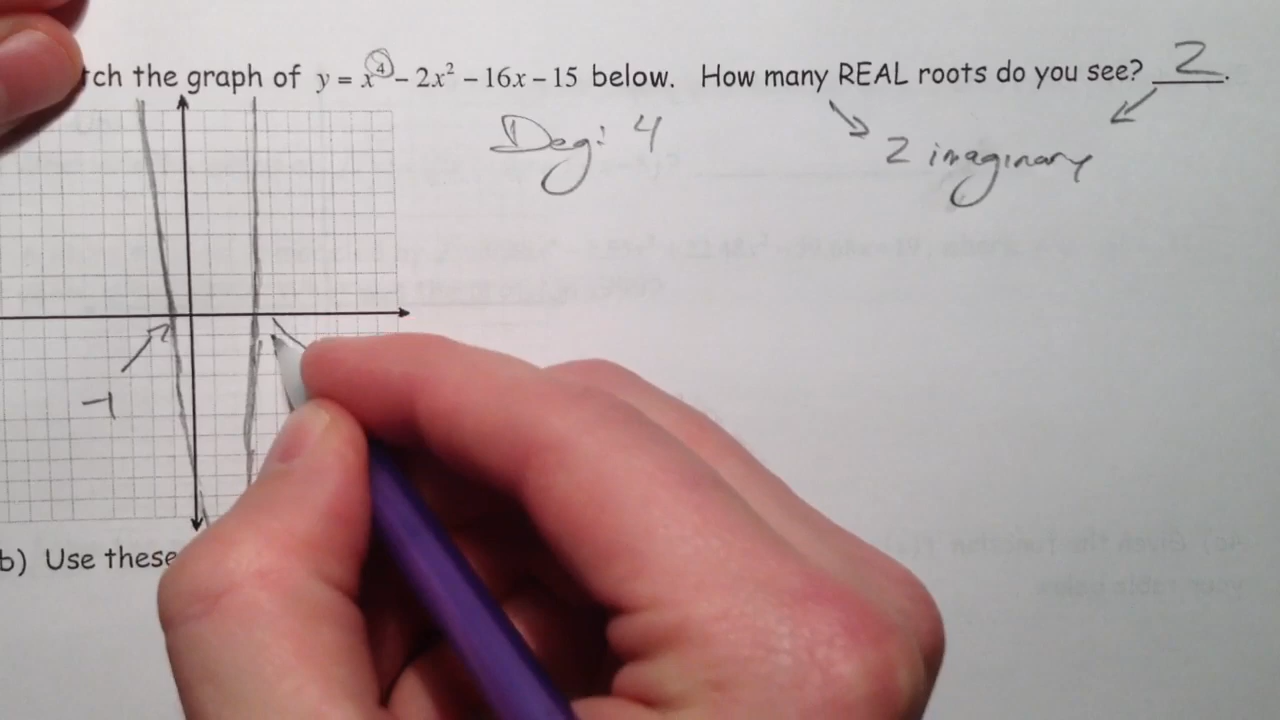 ch the graph of y = x⁴ – 2x² – 16x – 15 below. How many REAL roots do you see? 2.
Deg: 4
2 imaginary
-1
b) Use these